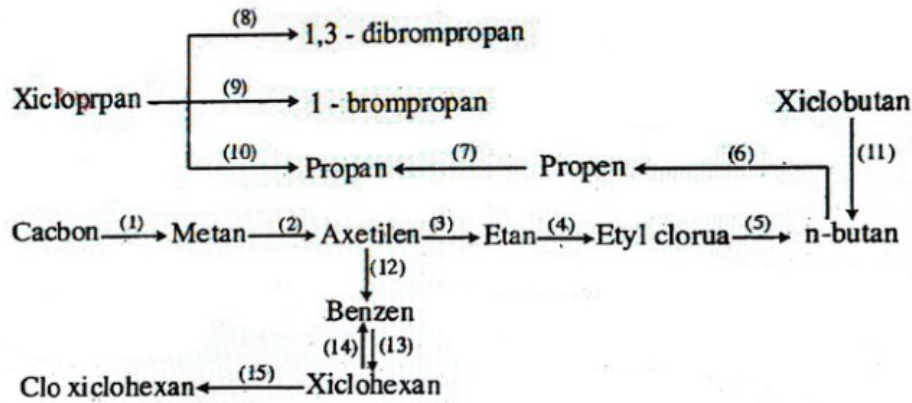 (8) 1,3 - dibrompropan
Xicloprpan (9) 1 - brompropan Xiclobutan
(10) Propan (7) Propen (6) (11)
Cacbon (1) Metan (2) Axetilen (3) Etan (4) Etyl clorua (5) n-butan
(12)
Benzen
(14) (13)
Clo xiclohexan (15) Xiclohexan